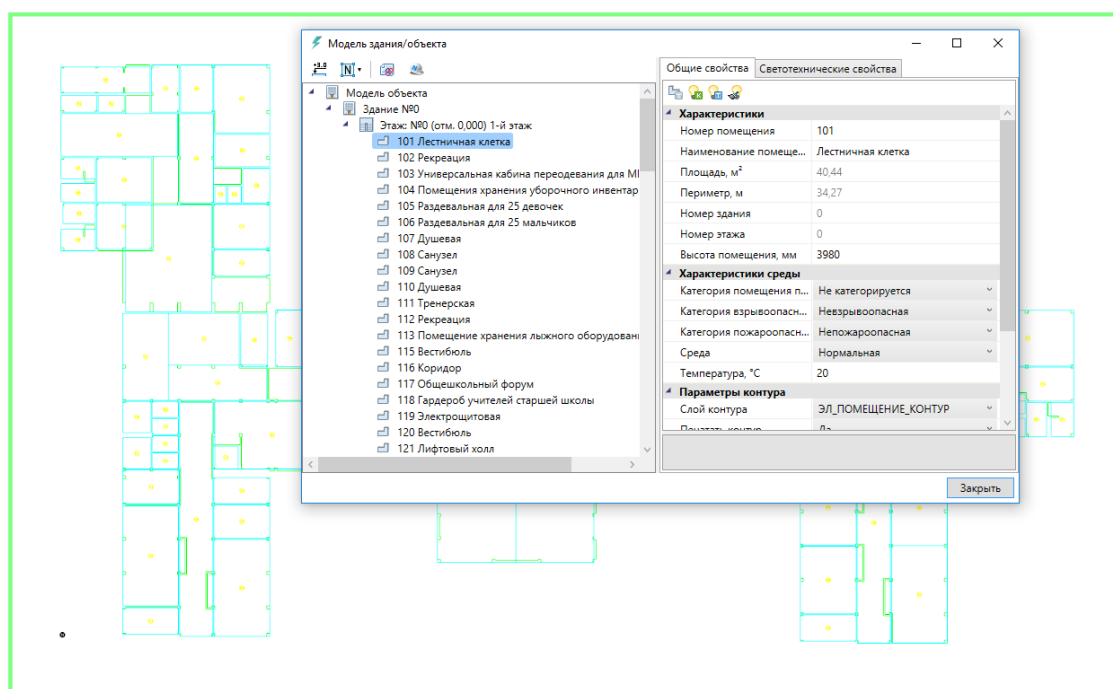 Модель здания/объекта
Общие свойства
Светотехнические свойства
Модель объекта
Здание №0
Этаж: №0 (отм. 0,000) 1-й этаж
101 Лестничная клетка
102 Рекреация
103 Универсальная кабина переодевания для
104 Помещения хранения уборочного инвентар
105 Раздевальная для 25 девочек
106 Раздевальная для 25 мальчиков
107 Душевая
108 Санузел
109 Санузел
110 Душевая
111 Тренерская
112 Рекреация
113 Помещение хранения лыжного оборудован
115 Вестибюль
116 Коридор
117 Общешкольный форум
118 Гардероб учителей старшей школы
119 Электрощитовая
120 Вестибюль
121 Лифтовый холл
Характеристики
Номер помещения 101
Наименование помеще... Лестничная клетка
Площадь, м² 40,44
Периметр, м 34,27
Номер здания 0
Номер этажа 0
Высота помещения, мм 3980
Характеристики среды
Категория помещения п... Не категорируется
Категория взрывоопасн... Невзрывоопасная
Категория пожароопасн... Непожароопасная
Среда Нормальная
Температура, °C 20
Параметры контура
Слой контура ЭЛ_ПОМЕЩЕНИЕ_КОНТУР
Печатать контур Да
Закрыть